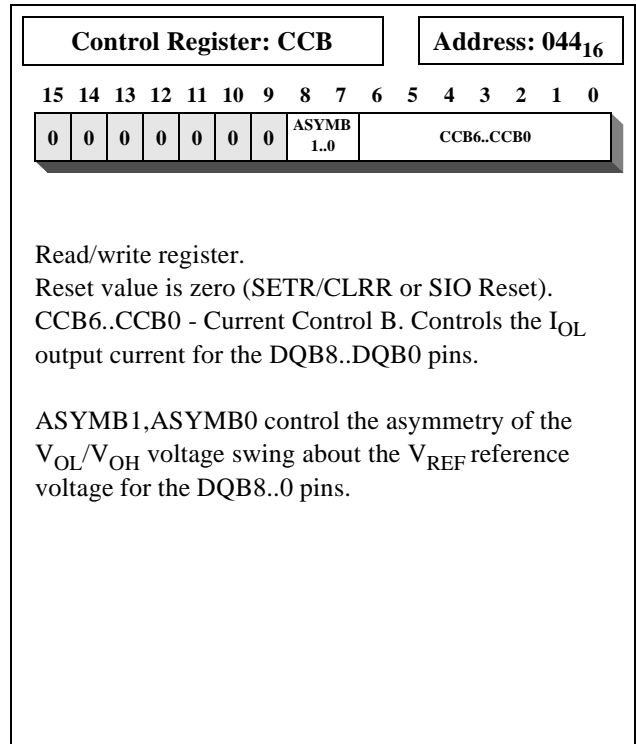 Control Register: CCB
Address: 044₁₆
15 14 13 12 11 10 9 8 7 6 5 4 3 2 1 0
0 0 0 0 0 0 0 ASYMB 1..0 CCB6..CCB0
Read/write register.
Reset value is zero (SETR/CLRR or SIO Reset).
CCB6..CCB0 - Current Control B. Controls the I_OL
output current for the DQB8..DQB0 pins.
ASYMB1,ASYMB0 control the asymmetry of the
V_OL/V_OH voltage swing about the V_REF reference
voltage for the DQB8..0 pins.